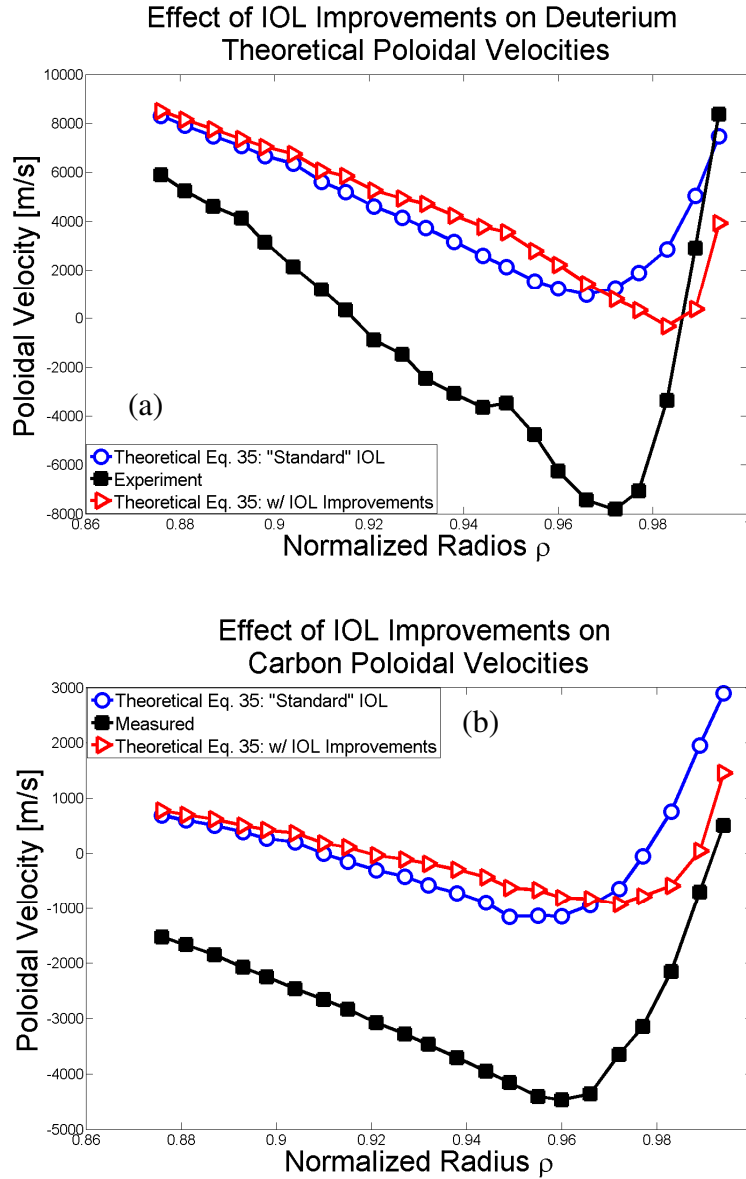 Effect of IOL Improvements on Deuterium
Theoretical Poloidal Velocities
10000
8000
6000
4000
2000
0
-2000
-4000
-6000
-8000
Poloidal Velocity [m/s]
(a)
Theoretical Eq. 35: "Standard" IOL
Experiment
Theoretical Eq. 35: w/ IOL Improvements
0.86 0.88 0.9 0.92 0.94 0.96 0.98
Normalized Radios ρ
Effect of IOL Improvements on
Carbon Poloidal Velocities
3000
2000
1000
0
-1000
-2000
-3000
-4000
-5000
Poloidal Velocity [m/s]
Theoretical Eq. 35: "Standard" IOL
Measured
Theoretical Eq. 35: w/ IOL Improvements
(b)
0.86 0.88 0.9 0.92 0.94 0.96 0.98
Normalized Radius ρ